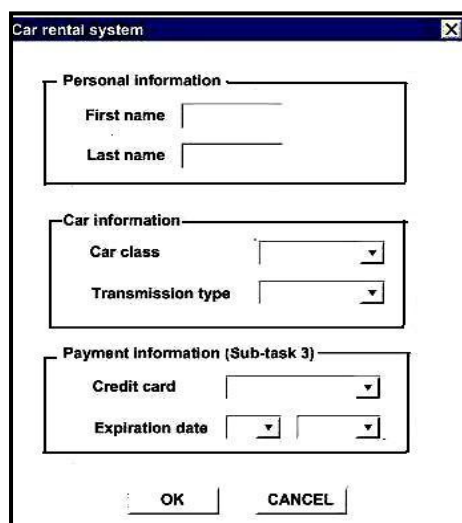 Car rental system
Personal information
First name
Last name
Car information
Car class
Transmission type
Payment information (Sub-task 3)
Credit card
Expiration date
OK CANCEL